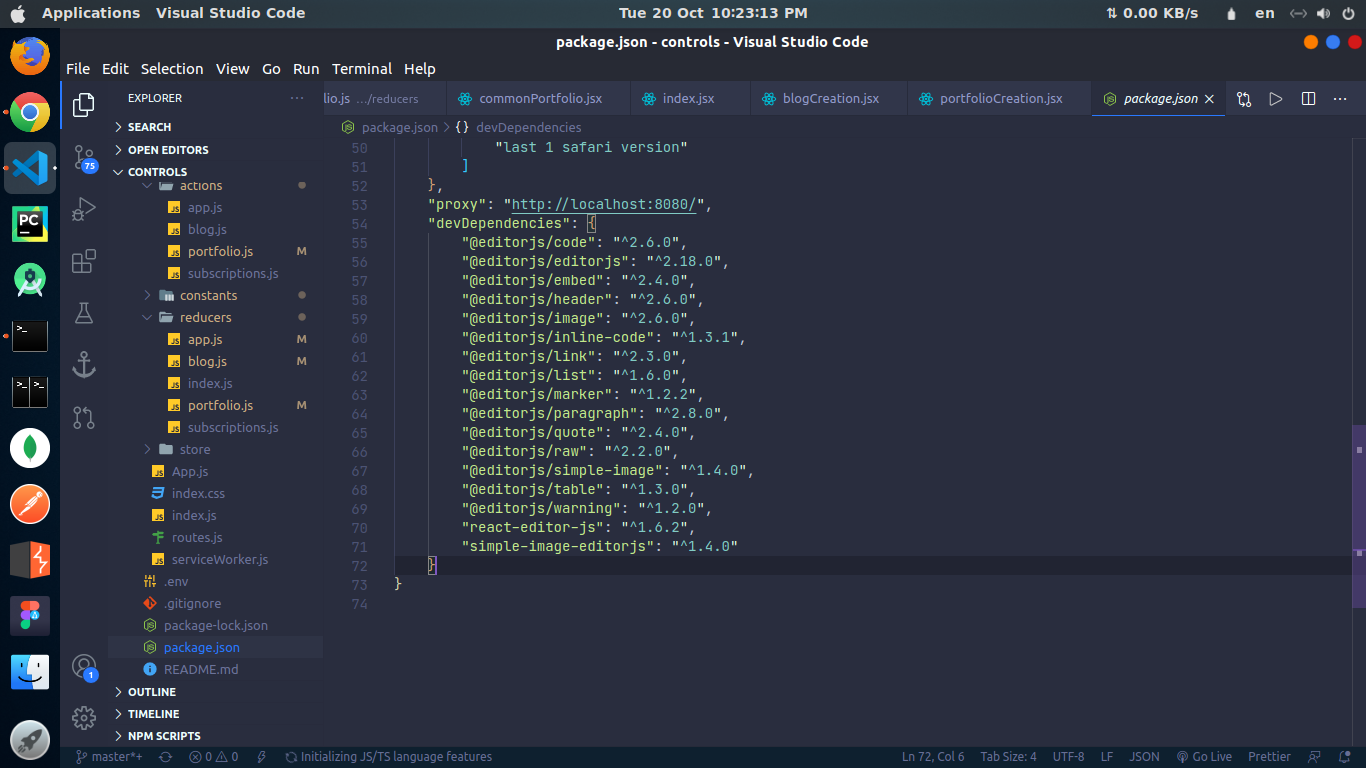 Applications Visual Studio Code Tue 20 Oct 10:23:13 PM 0.00 KB/s en
package.json - controls - Visual Studio Code
File Edit Selection View Go Run Terminal Help
EXPLORER
lio.js .../reducers commonPortfolio.jsx index.jsx blogCreation.jsx portfolioCreation.jsx package.json
package.json > {} devDependencies
SEARCH
OPEN EDITORS
CONTROLS
actions
app.js
blog.js
portfolio.js M
subscriptions.js
constants
reducers
app.js M
blog.js M
index.js
portfolio.js M
subscriptions.js
store
App.js
index.css
index.js
routes.js
serviceWorker.js
.env
.gitignore
package-lock.json
package.json
README.md
OUTLINE
TIMELINE
NPM SCRIPTS
75
1
PC
50 "last 1 safari version"
51 ]
52 },
53 "proxy": "http://localhost:8080/",
54 "devDependencies": {
55 "@editorjs/code": "^2.6.0",
56 "@editorjs/editorjs": "^2.18.0",
57 "@editorjs/embed": "^2.4.0",
58 "@editorjs/header": "^2.6.0",
59 "@editorjs/image": "^2.6.0",
60 "@editorjs/inline-code": "^1.3.1",
61 "@editorjs/link": "^2.3.0",
62 "@editorjs/list": "^1.6.0",
63 "@editorjs/marker": "^1.2.2",
64 "@editorjs/paragraph": "^2.8.0",
65 "@editorjs/quote": "^2.4.0",
66 "@editorjs/raw": "^2.2.0",
67 "@editorjs/simple-image": "^1.4.0",
68 "@editorjs/table": "^1.3.0",
69 "@editorjs/warning": "^1.2.0",
70 "react-editor-js": "^1.6.2",
71 "simple-image-editorjs": "^1.4.0"
72 }
73 }
74
master*+ 0 0 Initializing JS/TS language features Ln 72, Col 6 Tab Size: 4 UTF-8 LF JSON Go Live Prettier